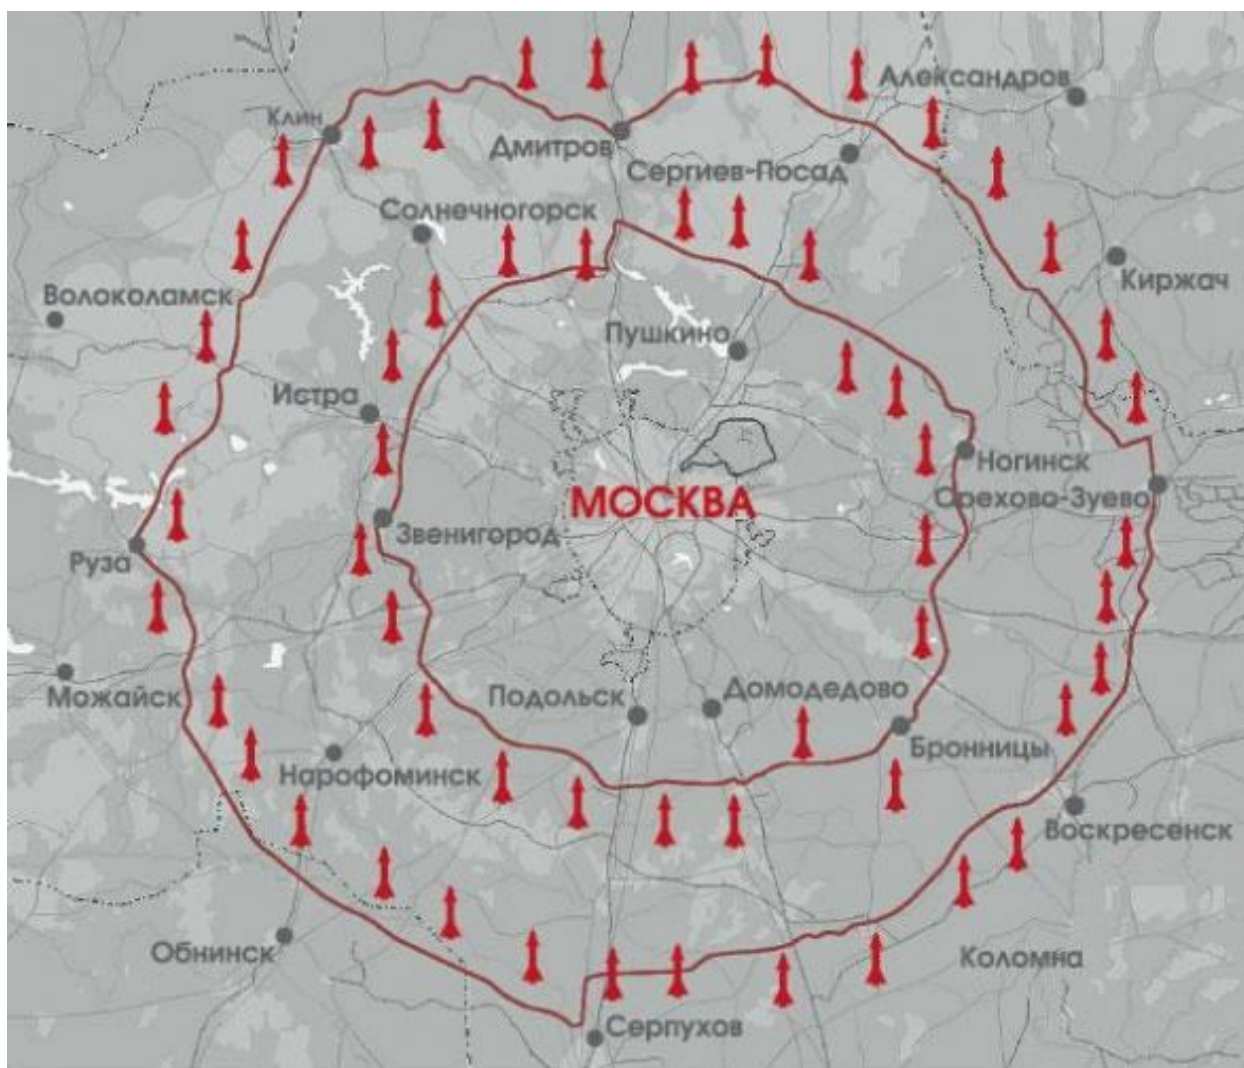 Александров
Клин
Дмитров
Сергиев-Посад
Солнечногорск
Киржач
Волоколамск
Пушкино
Истра
Ногинск
МОСКВА
Орехово-Зуево
Звенигород
Руза
Можайск
Подольск
Домодедово
Бронницы
Нарофоминск
Воскресенск
Обнинск
Коломна
Серпухов